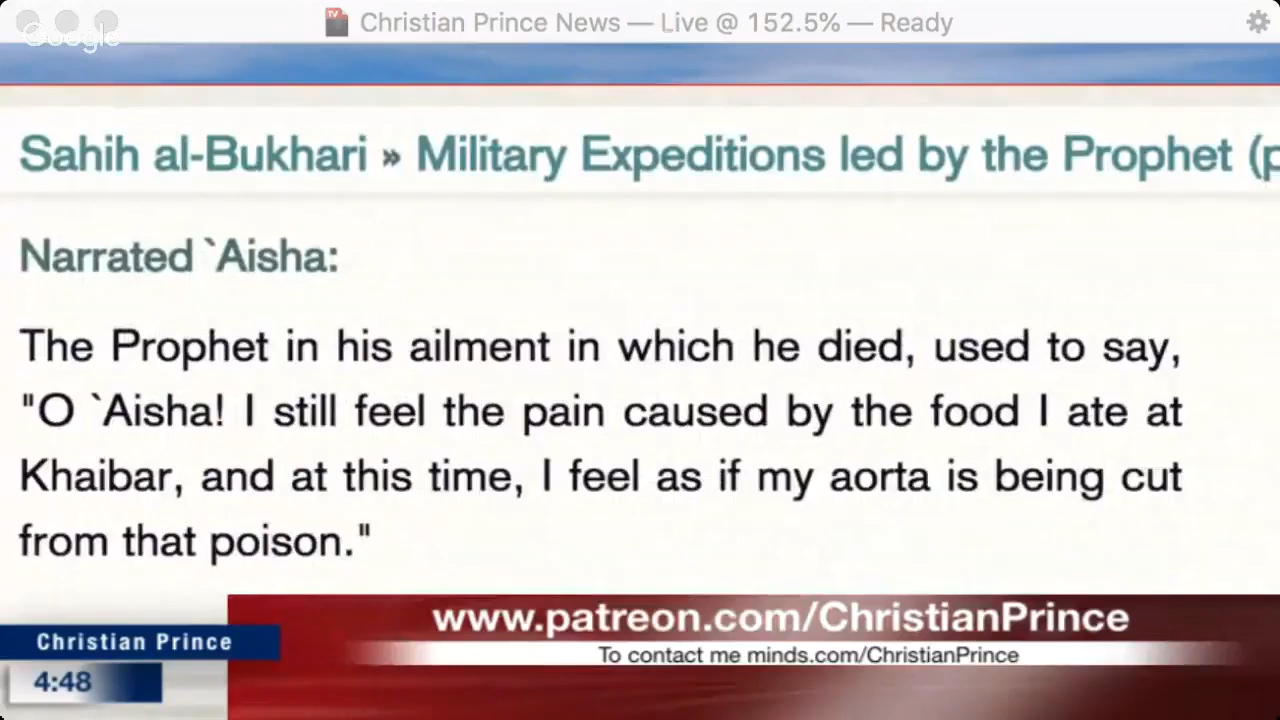 Christian Prince News — Live @ 152.5% — Ready
Google
Sahih al-Bukhari » Military Expeditions led by the Prophet (p
Narrated `Aisha:
The Prophet in his ailment in which he died, used to say,
"O `Aisha! I still feel the pain caused by the food I ate at
Khaibar, and at this time, I feel as if my aorta is being cut
from that poison."
www.patreon.com/ChristianPrince
To contact me minds.com/ChristianPrince
Christian Prince
4:48